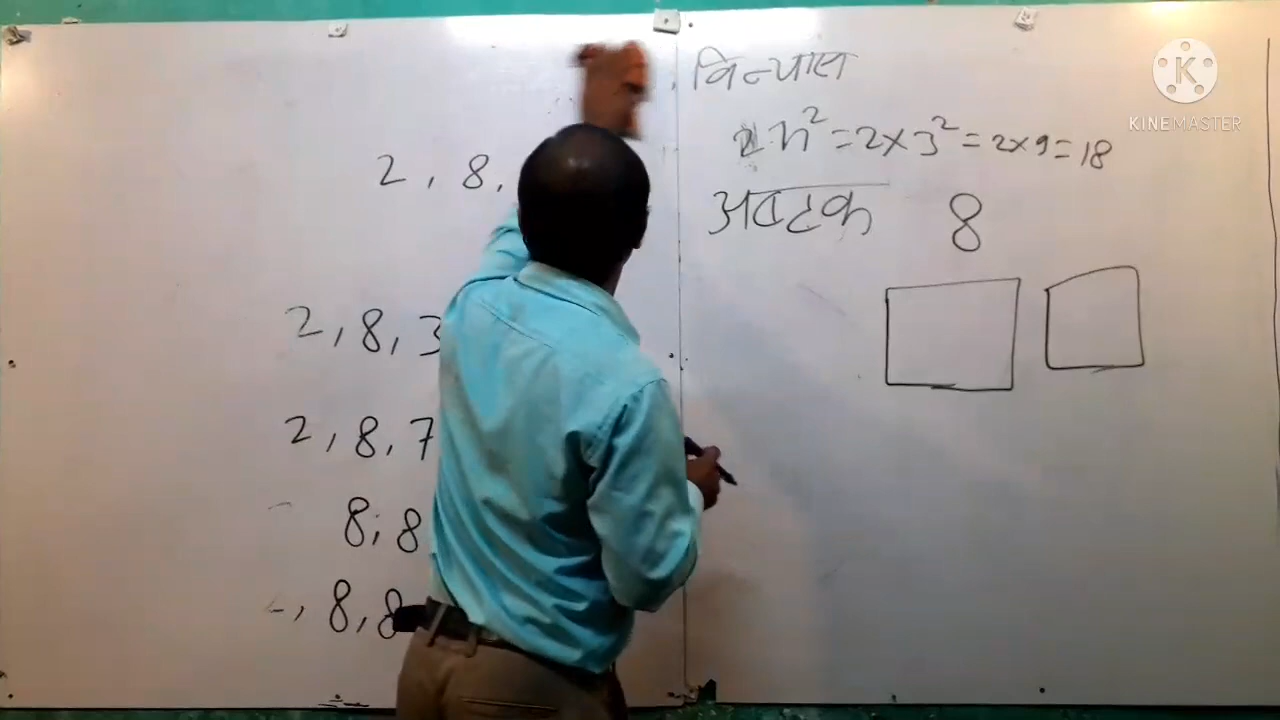 2, 8,
2, 8, 3
2, 8, 7
8, 8
-, 8, 8
विन्यास
2n² = 2×3² = 2×9 = 18
अष्टक 8
KINEMASTER